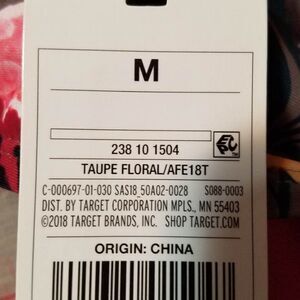 M
238 10 1504
EPC
TAUPE FLORAL/AFE18T
C-000697-01-030 SAS18_50A02-0028 S088-0003
DIST. BY TARGET CORPORATION MPLS., MN 55403
©2018 TARGET BRANDS, INC. SHOP TARGET.COM
ORIGIN: CHINA